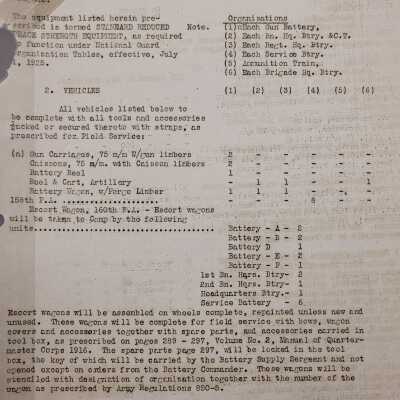 The equipment listed herein pre-
scribed is termed STANDARD REDUCED
PEACE STRENGTH EQUIPMENT, as required
to function under National Guard
Organization Tables, effective, July
1, 1925.
Note.
Organizations
(1) Each Gun Battery,
(2) Each Bn. Hq. Btry. &C.T.
(3) Each Regt. Hq. Btry.
(4) Each Service Btry.
(5) Ammunition Train,
(6) Each Brigade Hq. Btry.
2. VEHICLES (1) (2) (3) (4) (5) (6)
All vehicles listed below to
be complete with all tools and accessories
packed or secured thereto with straps, as
prescribed for Field Service:
(a) Gun Carriages, 75 m/m W/gun limbers 2 - - - - -
Caissons, 75 m/m. with Caisson limbers 2 - - - - -
Battery Reel 1 - - - - -
Reel & Cart, Artillery - 1 1 - - 1
Battery Wagon, w/Forge Limber 1 - - - -
158th F.A. ...................... 8 - -
Escort Wagon, 160th F.A. - Escort wagons
will be taken to Camp by the following
units....................................
Battery - A - 2
Battery - B - 2
Battery D 1
Battery - E - 2
Battery - F - 1
1st Bn. Hqrs. Btry- 2
2nd Bn. Hqrs. Btry- 1
Headquarters Btry.- 1
Service Battery - 6
Escort wagons will be assembled on wheels complete, repainted unless new and
unused. These wagons will be complete for field service with bows, wagon
covers and accessories together with spare parts, and accessories carried in
tool box, as prescribed on pages 289 - 297, Volume No. 2, Manual of Quarter-
master Corps 1916. The spare parts page 297, will be locked in the tool
box, the key of which will be carried by the Battery Supply Sergeant and not
opened except on orders from the Battery Commander. These wagons will be
stenciled with designation of organization together with the number of the
wagon as prescribed by Army Regulations 850-5.